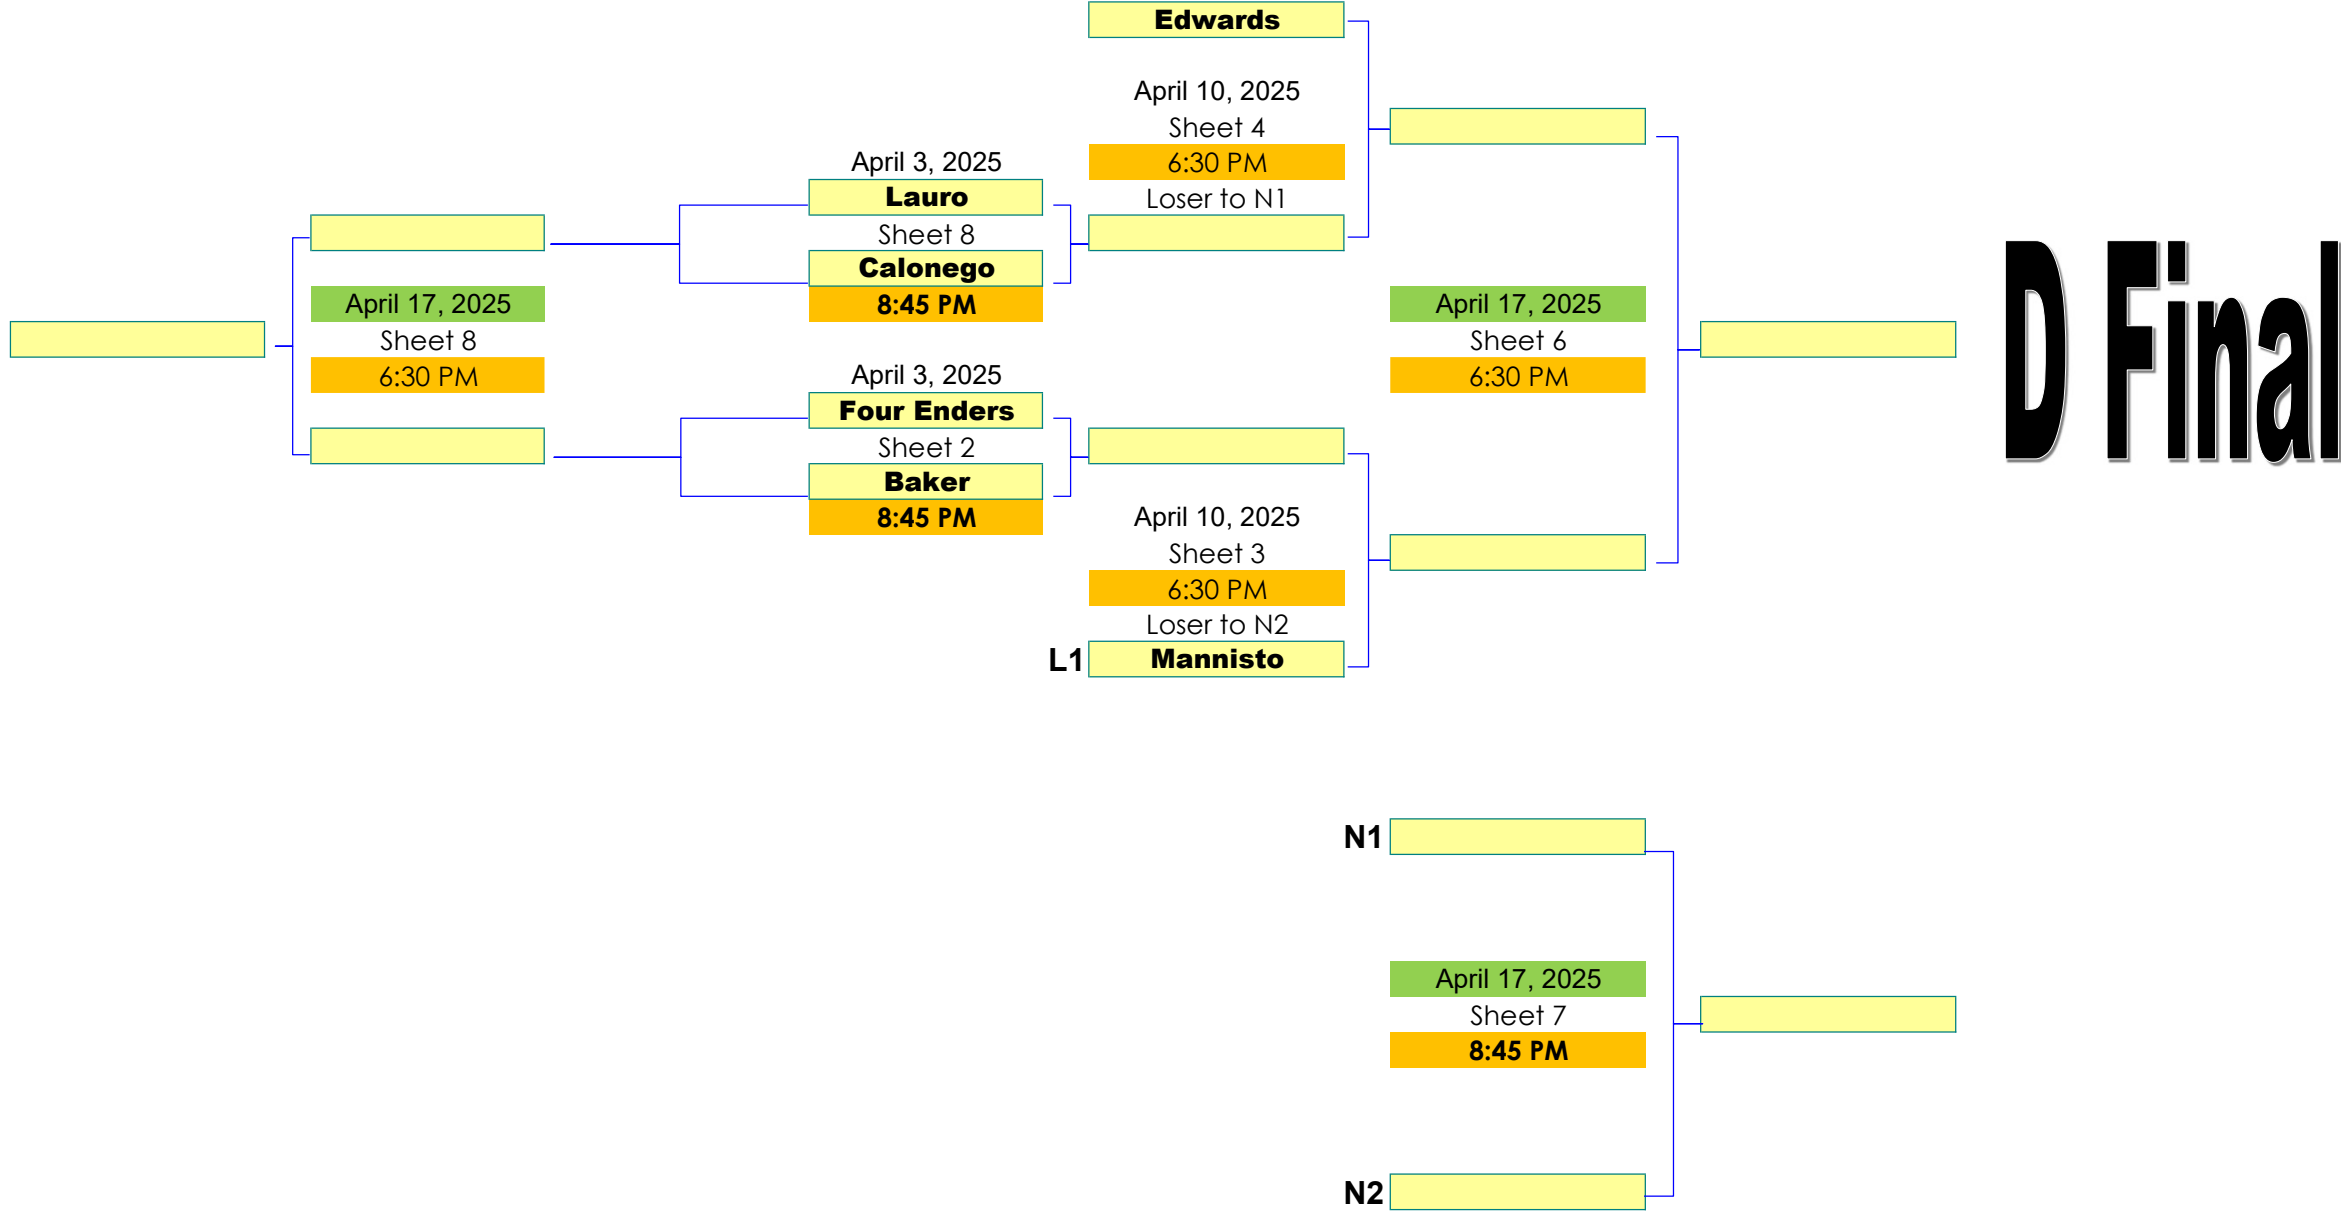 Edwards
April 10, 2025
Sheet 4
6:30 PM
Loser to N1
April 3, 2025
Lauro
Sheet 8
Calonego
8:45 PM
April 17, 2025
Sheet 8
6:30 PM
April 3, 2025
Four Enders
Sheet 2
Baker
8:45 PM
April 10, 2025
Sheet 3
6:30 PM
Loser to N2
L1 Mannisto
April 17, 2025
Sheet 6
6:30 PM
D Final
N1
April 17, 2025
Sheet 7
8:45 PM
N2